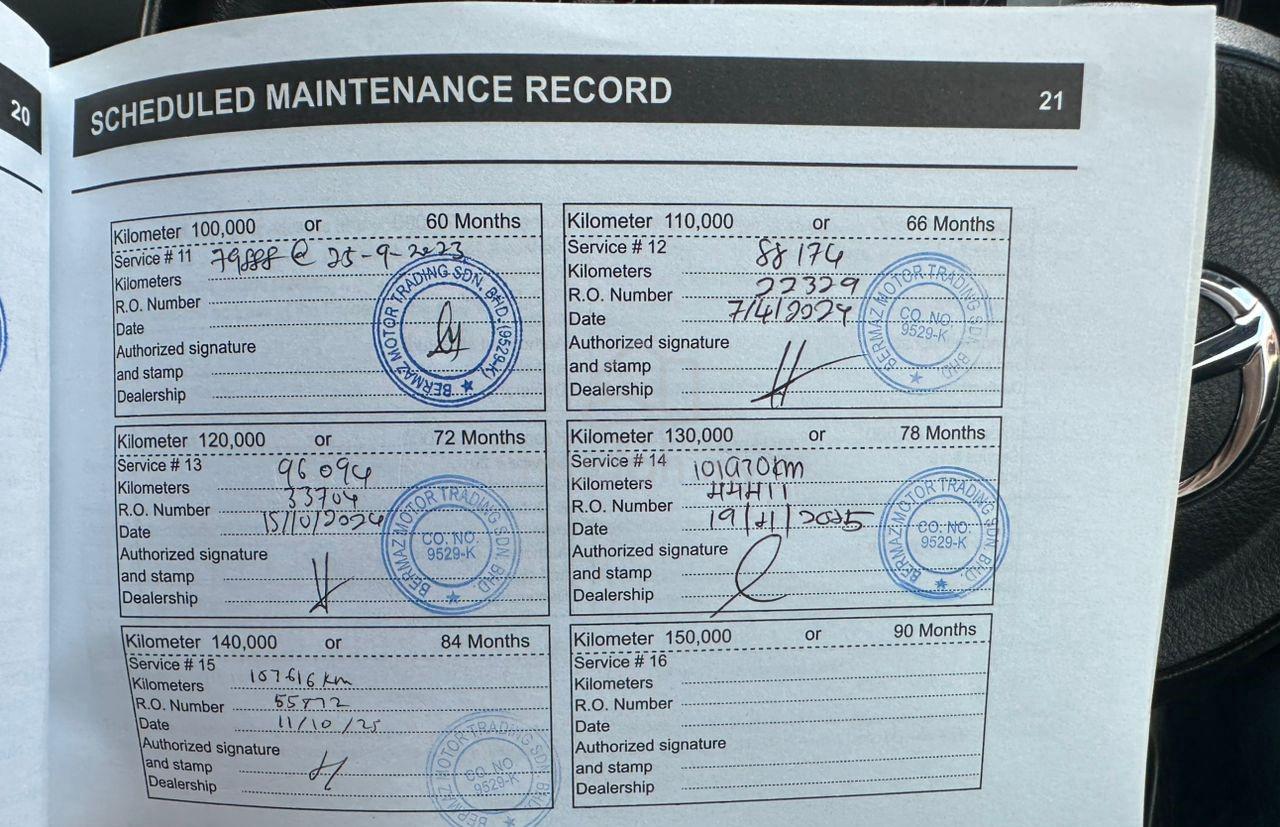 20
SCHEDULED MAINTENANCE RECORD
21
Kilometer 100,000 or 60 Months
Service # 11 79888 @ 25-9-2023
Kilometers
R.O. Number
Date
Authorized signature
and stamp
Dealership
BERMAZ MOTOR TRADING SDN. BHD. (9529-K)
Kilometer 110,000 or 66 Months
Service # 12 88174
Kilometers
R.O. Number 22329
Date 7/4/2024
Authorized signature
and stamp
Dealership
BERMAZ MOTOR TRADING SDN. BHD.
CO. NO.
9529-K
Kilometer 120,000 or 72 Months
Service # 13 96094
Kilometers
R.O. Number 33704
Date 15/10/2024
Authorized signature
and stamp
Dealership
BERMAZ MOTOR TRADING SDN. BHD.
CO. NO.
9529-K
Kilometer 130,000 or 78 Months
Service # 14 101970km
Kilometers
R.O. Number 44411
Date 19/4/2025
Authorized signature
and stamp
Dealership
BERMAZ MOTOR TRADING SDN. BHD.
CO. NO.
9529-K
Kilometer 140,000 or 84 Months
Service # 15
Kilometers 107616 km
R.O. Number
Date 11/10/25
Authorized signature
and stamp
Dealership
BERMAZ MOTOR TRADING SDN. BHD.
CO. NO
9529-K
Kilometer 150,000 or 90 Months
Service # 16
Kilometers
R.O. Number
Date
Authorized signature
and stamp
Dealership